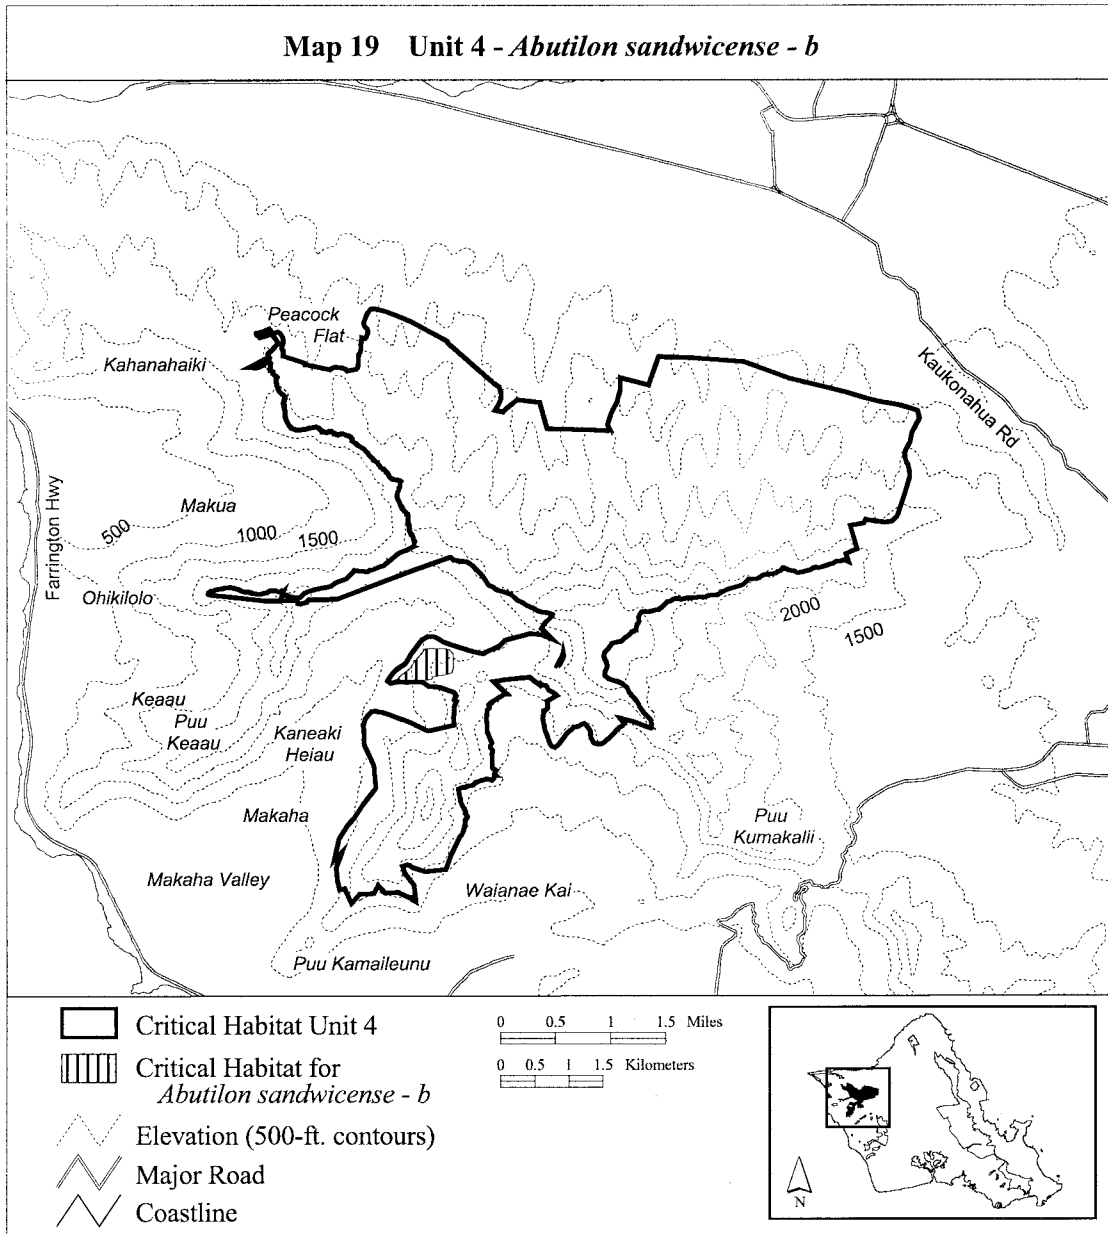 Map 19 Unit 4 - Abutilon sandwicense - b
Peacock
Flat
Kahanahaiki
Kaukonahua Rd
Farrington Hwy
Makua
500
1000
1500
Ohikilolo
2000
1500
Keaau
Puu
Keaau
Kaneaki
Heiau
Makaha
Puu
Kumakalii
Makaha Valley
Waianae Kai
Puu Kamaileunu
Critical Habitat Unit 4
Critical Habitat for
Abutilon sandwicense - b
Elevation (500-ft. contours)
Major Road
Coastline
0 0.5 1 1.5 Miles
0 0.5 1 1.5 Kilometers
N